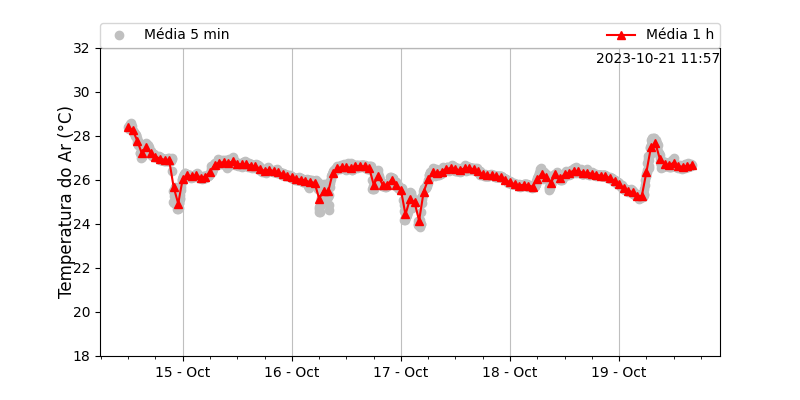 Média 5 min
Média 1 h
2023-10-21 11:57
Temperatura do Ar (°C)
32
30
28
26
24
22
20
18
15 - Oct
16 - Oct
17 - Oct
18 - Oct
19 - Oct